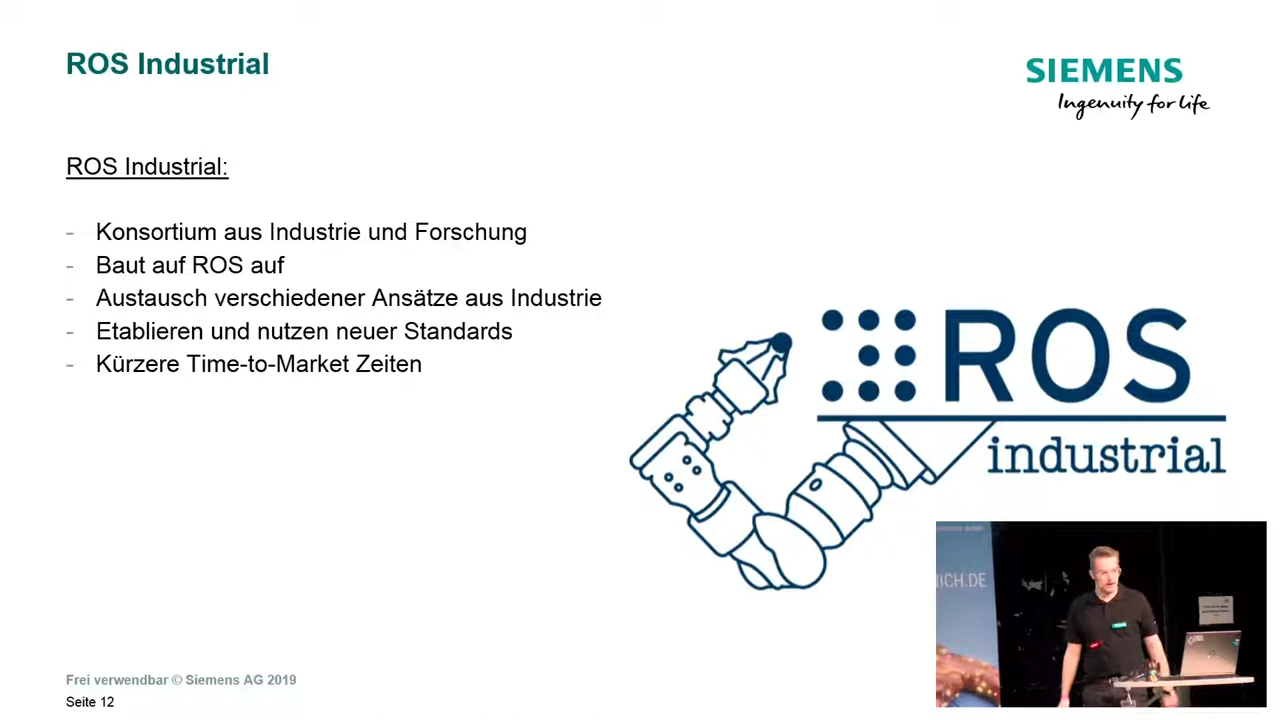 ROS Industrial
SIEMENS
Ingenuity for life
ROS Industrial:
- Konsortium aus Industrie und Forschung
- Baut auf ROS auf
- Austausch verschiedener Ansätze aus Industrie
- Etablieren und nutzen neuer Standards
- Kürzere Time-to-Market Zeiten
ROS
industrial
NICH.DE
Frei verwendbar © Siemens AG 2019
Seite 12